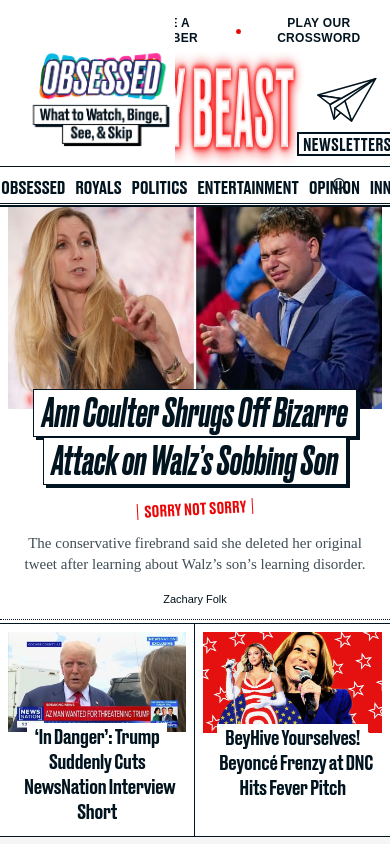 E A
BER
PLAY OUR
CROSSWORD
OBSESSED
What to Watch, Binge,
See, & Skip
Y BEAST
NEWSLETTERS
OBSESSED ROYALS POLITICS ENTERTAINMENT OPINION INN
Ann Coulter Shrugs Off Bizarre
Attack on Walz's Sobbing Son
SORRY NOT SORRY
The conservative firebrand said she deleted her original
tweet after learning about Walz's son's learning disorder.
Zachary Folk
NEWS
NATION
BREAKING NEWS
AZ MAN WANTED FOR THREATENING TRUMP
'In Danger': Trump
Suddenly Cuts
NewsNation Interview
Short
BeyHive Yourselves!
Beyoncé Frenzy at DNC
Hits Fever Pitch